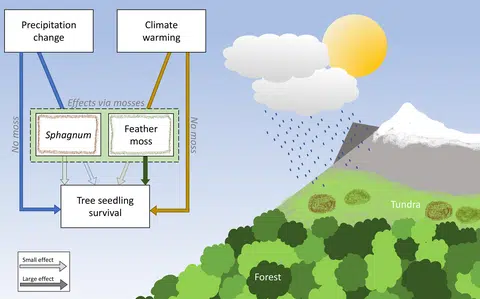 Precipitation
change
Climate
warming
Effects via mosses
No moss
Sphagnum
Feather
moss
No moss
Tree seedling
survival
Small effect
Large effect
Tundra
Forest